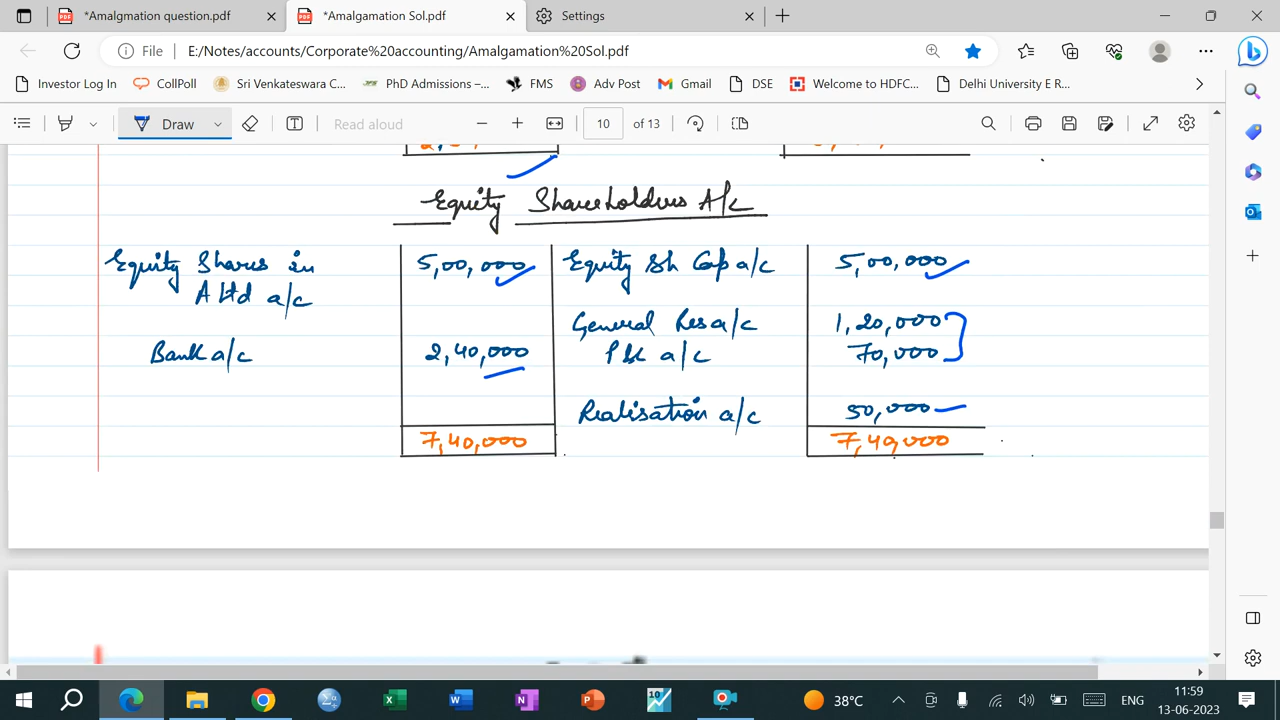 *Amalgmation question.pdf
*Amalgamation Sol.pdf
Settings
File E:/Notes/accounts/Corporate%20accounting/Amalgamation%20Sol.pdf
Investor Log In CollPoll Sri Venkateswara C... PhD Admissions –... FMS Adv Post Gmail DSE Welcome to HDFC... Delhi University E R...
Draw Read aloud 10 of 13
Equity Shareholders A/c
Equity Shares in 5,00,000 Equity Sh Cap a/c 5,00,000
A Ltd a/c
General Res a/c 1,20,000
Bank a/c 2,40,000 P&L a/c 70,000
Realisation a/c 50,000
7,40,000 7,40,000
10
38°C ENG 11:59
13-06-2023